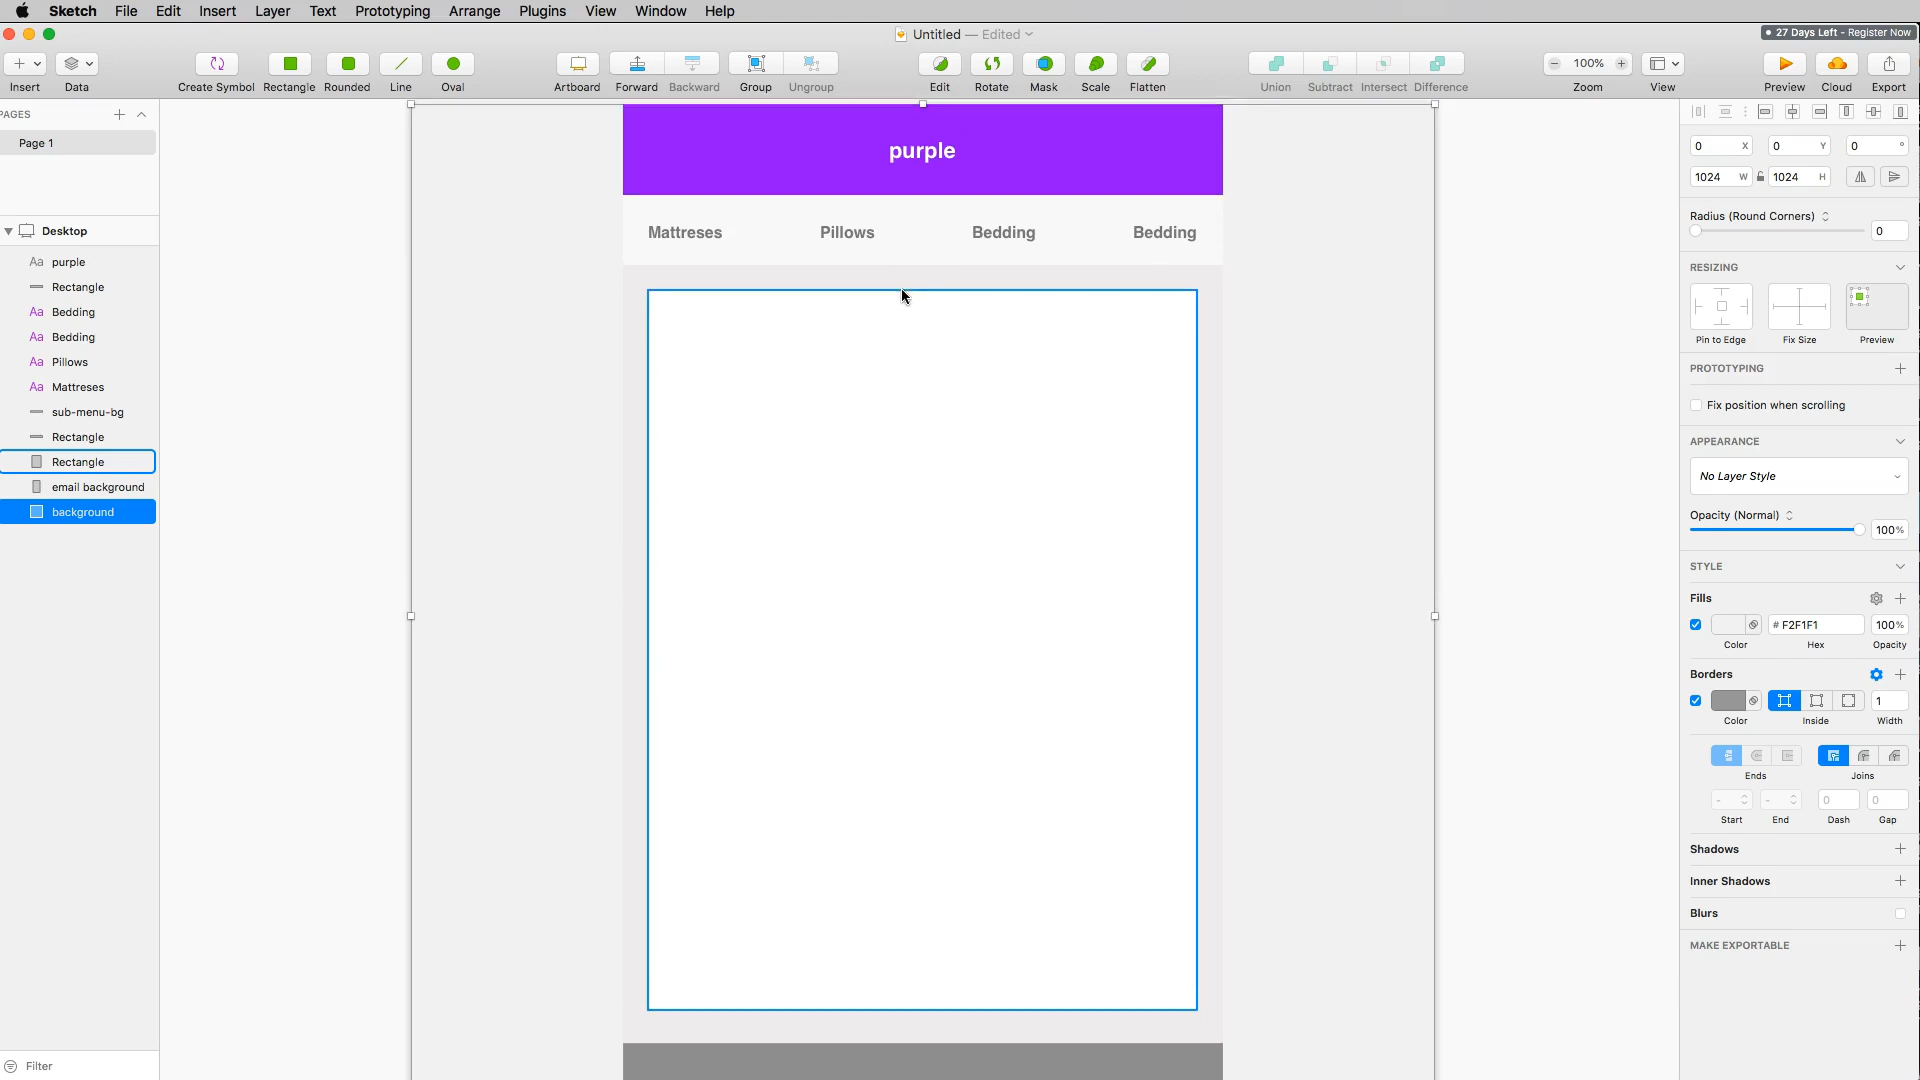 Sketch File Edit Insert Layer Text Prototyping Arrange Plugins View Window Help
Untitled — Edited
27 Days Left - Register Now
100%
Insert Data Create Symbol Rectangle Rounded Line Oval Artboard Forward Backward Group Ungroup Edit Rotate Mask Scale Flatten Union Subtract Intersect Difference Zoom View Preview Cloud Export
PAGES
Page 1
Desktop
Aa purple
Rectangle
Aa Bedding
Aa Bedding
Aa Pillows
Aa Mattreses
sub-menu-bg
Rectangle
Rectangle
email background
background
Filter
purple
Mattreses Pillows Bedding Bedding
0 X 0 Y 0 °
1024 W 1024 H
Radius (Round Corners)
0
RESIZING
Pin to Edge Fix Size Preview
PROTOTYPING
Fix position when scrolling
APPEARANCE
No Layer Style
Opacity (Normal)
100%
STYLE
Fills
# F2F1F1 100%
Color Hex Opacity
Borders
1
Color Inside Width
Ends Joins
- - 0 0
Start End Dash Gap
Shadows
Inner Shadows
Blurs
MAKE EXPORTABLE